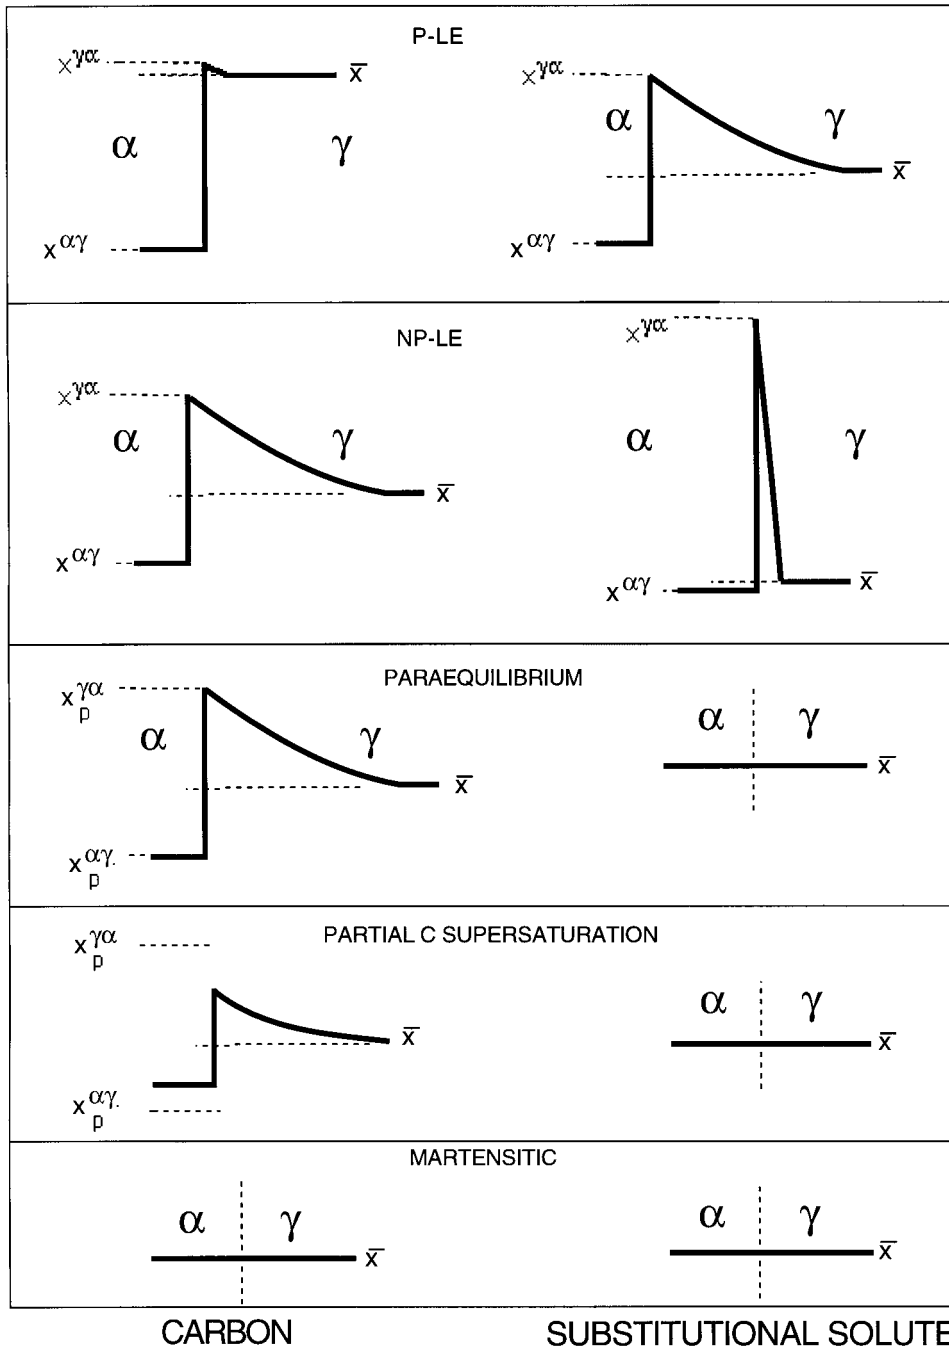 P-LE
x^γα x̄ x^γα
α γ α γ
x̄
x^αγ x^αγ
NP-LE
x^γα x^γα
α γ α γ
x̄
x^αγ x^αγ x̄
PARAEQUILIBRIUM
x_p^γα
α γ α γ
x̄ x̄
x_p^αγ.
PARTIAL C SUPERSATURATION
x_p^γα
α γ
x̄ x̄
x_p^αγ.
MARTENSITIC
α γ α γ
x̄ x̄
CARBON SUBSTITUTIONAL SOLUTE